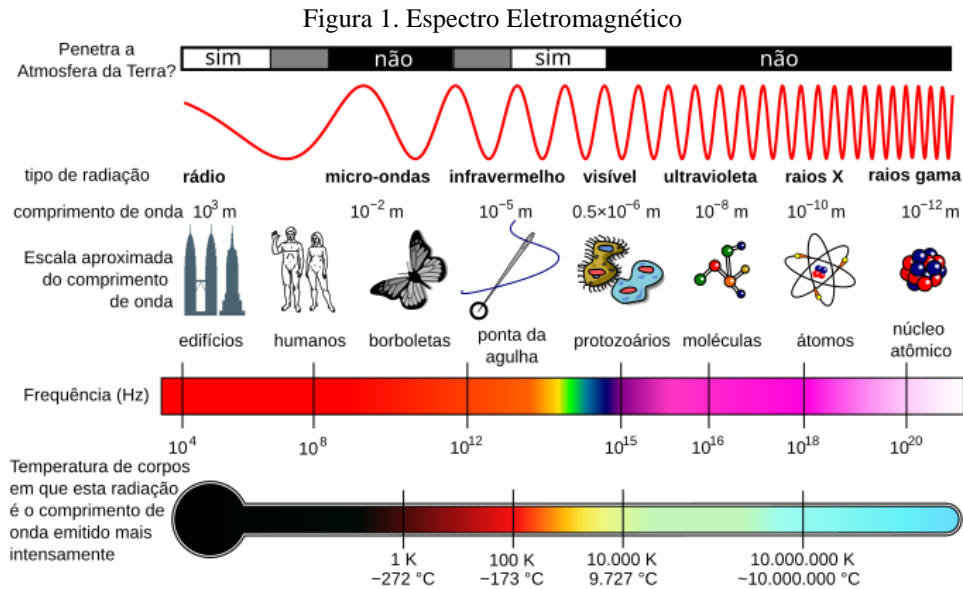 Figura 1. Espectro Eletromagnético
Penetra a
Atmosfera da Terra?
sim não sim não
tipo de radiação rádio micro-ondas infravermelho visível ultravioleta raios X raios gama
comprimento de onda 10³ m 10⁻² m 10⁻⁵ m 0.5×10⁻⁶ m 10⁻⁸ m 10⁻¹⁰ m 10⁻¹² m
Escala aproximada
do comprimento
de onda
edifícios humanos borboletas ponta da agulha protozoários moléculas átomos núcleo atômico
Frequência (Hz)
10⁴ 10⁸ 10¹² 10¹⁵ 10¹⁶ 10¹⁸ 10²⁰
Temperatura de corpos
em que esta radiação
é o comprimento de
onda emitido mais
intensamente
1 K 100 K 10.000 K 10.000.000 K
−272 °C −173 °C 9.727 °C ~10.000.000 °C